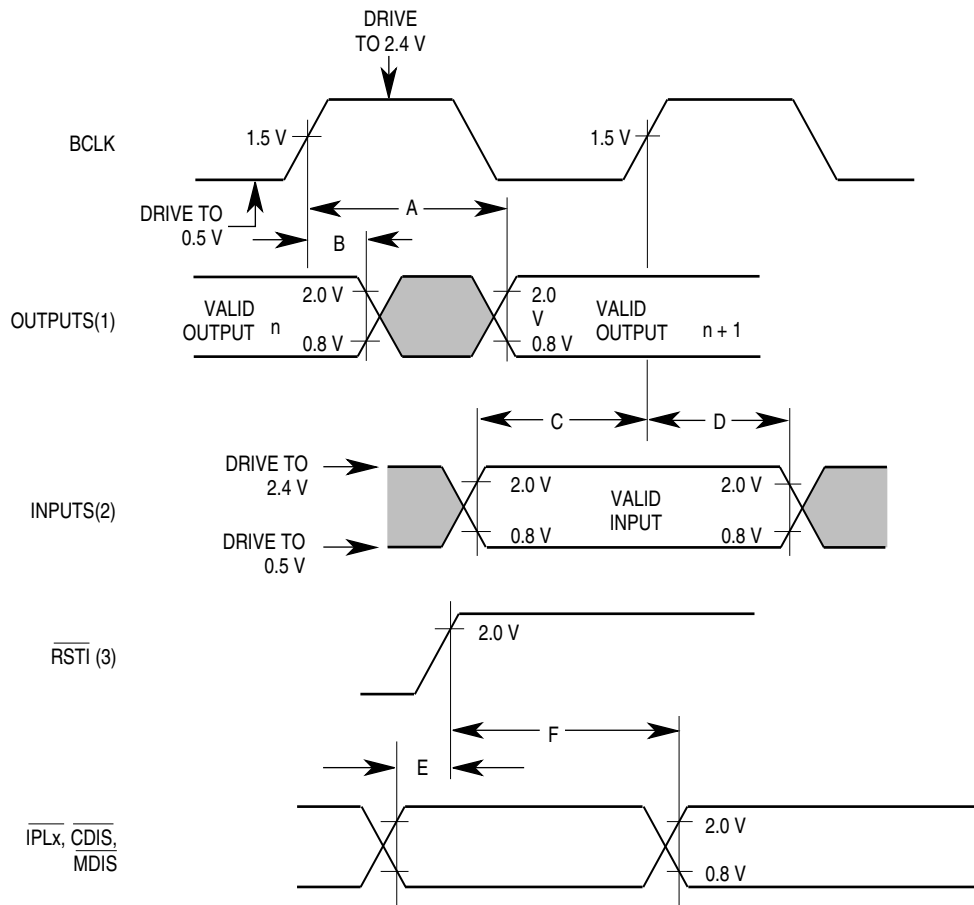 DRIVE
TO 2.4 V
BCLK
1.5 V
1.5 V
DRIVE TO
0.5 V
A
B
OUTPUTS(1)
VALID
OUTPUT n
2.0 V
0.8 V
2.0
V
0.8 V
VALID
OUTPUT
n + 1
C
D
INPUTS(2)
DRIVE TO
2.4 V
DRIVE TO
0.5 V
2.0 V
0.8 V
VALID
INPUT
2.0 V
0.8 V
RSTI (3)
2.0 V
F
E
IPLx, CDIS,
MDIS
2.0 V
0.8 V